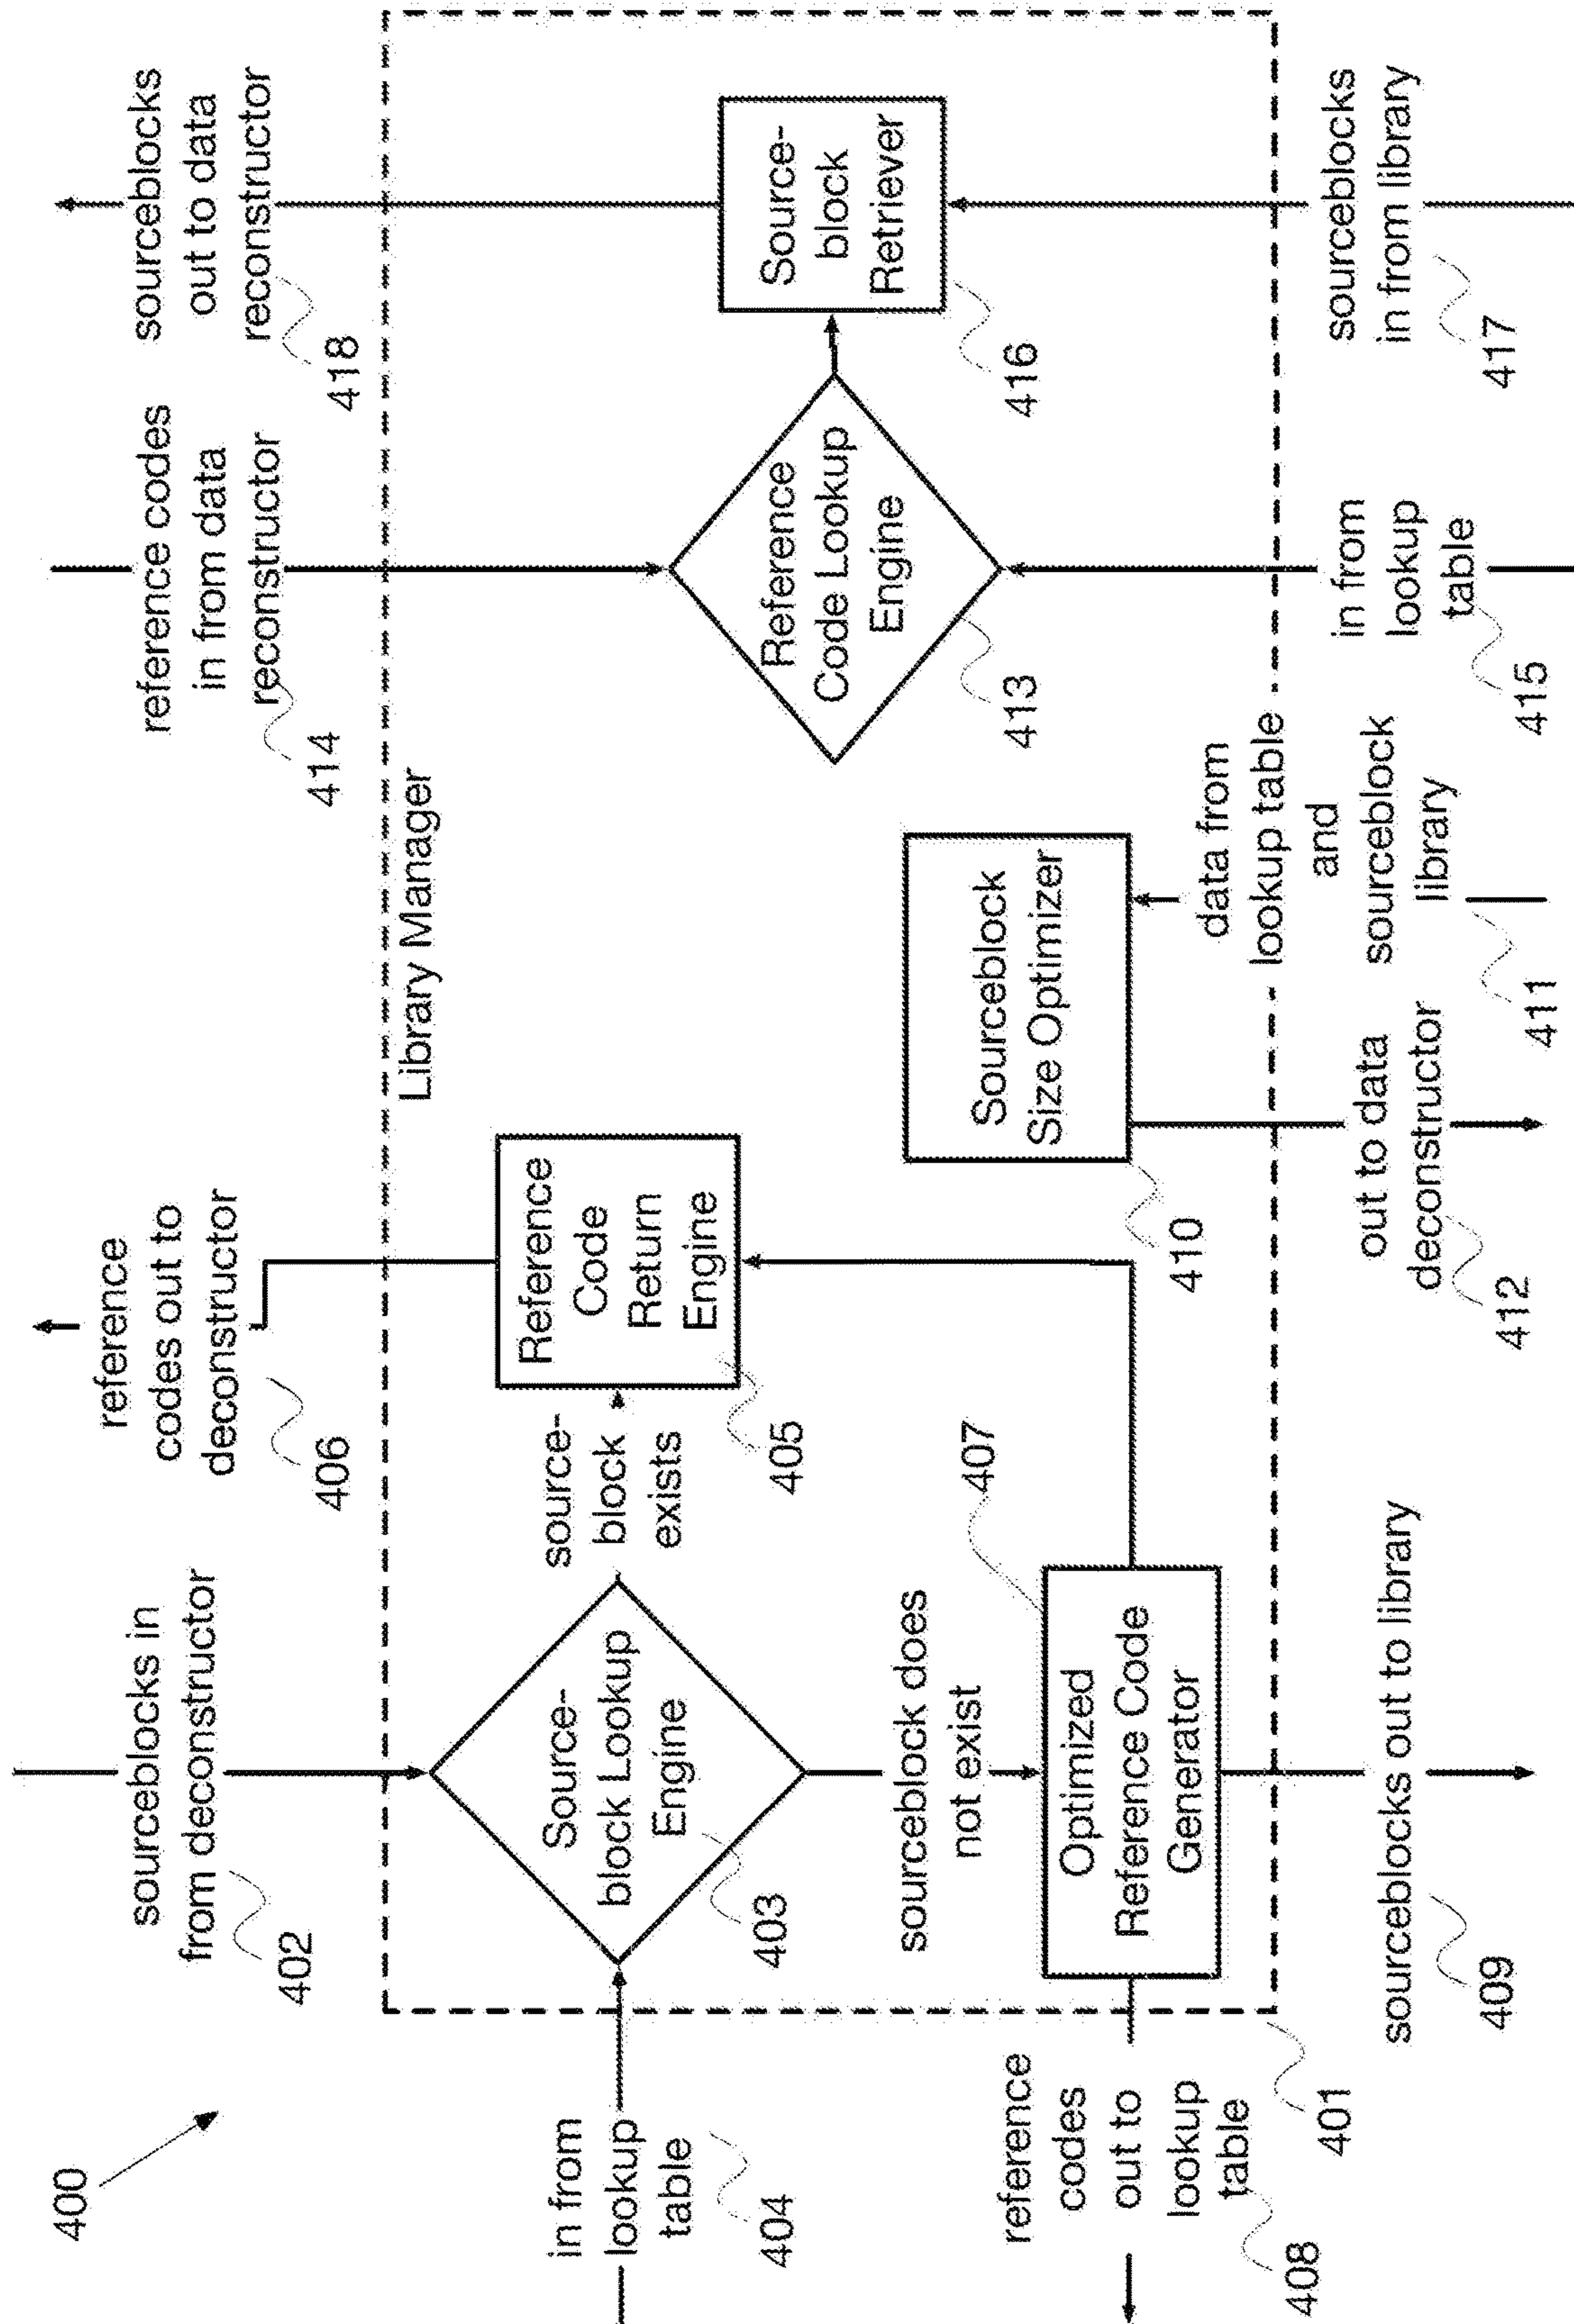 400
sourceblocks in
from deconstructor
402
reference
codes out to
deconstructor
406
reference codes
in from data
reconstructor
414
sourceblocks
out to data
reconstructor
418
Library Manager
in from
lookup
table
404
Source-
block Lookup
Engine
403
source-
block
exists
Reference
Code
Return
Engine
405
Reference
Code Lookup
Engine
413
Source-
block
Retriever
416
sourceblock does
not exist
407
Optimized
Reference Code
Generator
reference
codes
out to
lookup
table
408
401
Sourceblock
Size Optimizer
410
sourceblocks out to library
409
out to data
deconstructor
412
data from
lookup table
and
sourceblock
library
411
in from
lookup
table
415
sourceblocks
in from library
417